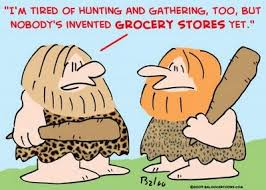 "I'M TIRED OF HUNTING AND GATHERING, TOO, BUT
NOBODY'S INVENTED GROCERY STORES YET."